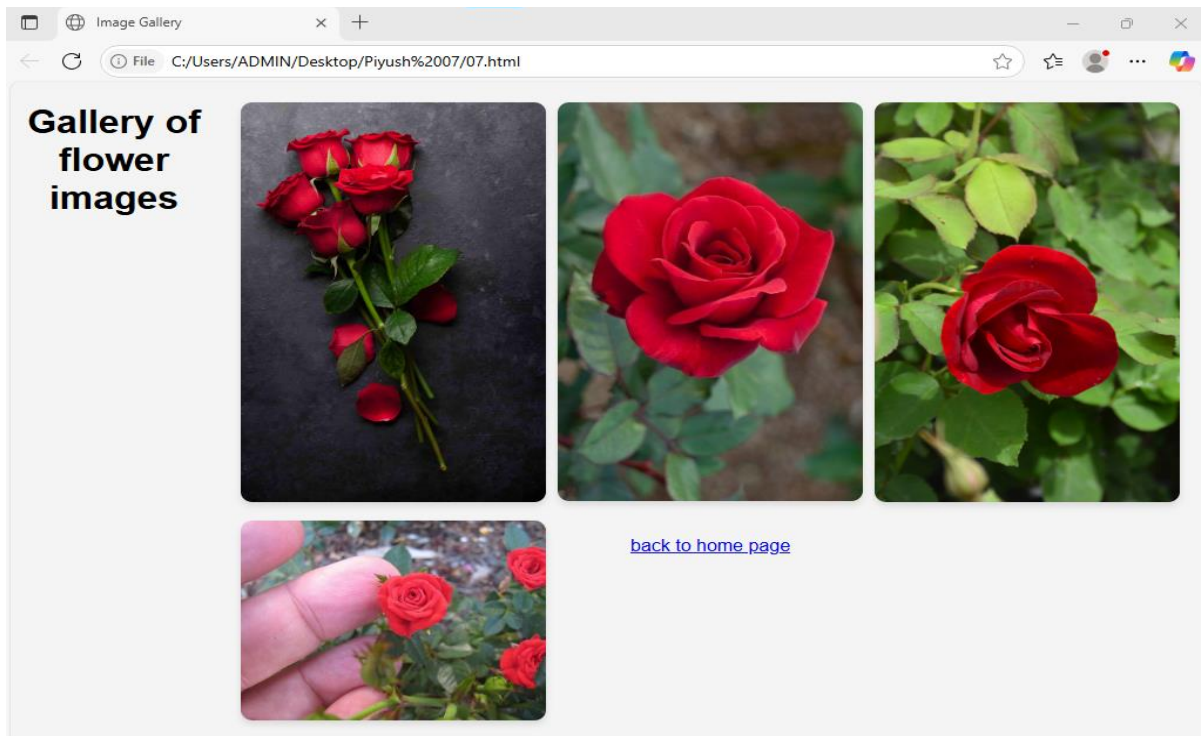 Image Gallery
File C:/Users/ADMIN/Desktop/Piyush%2007/07.html
Gallery of
flower
images
back to home page